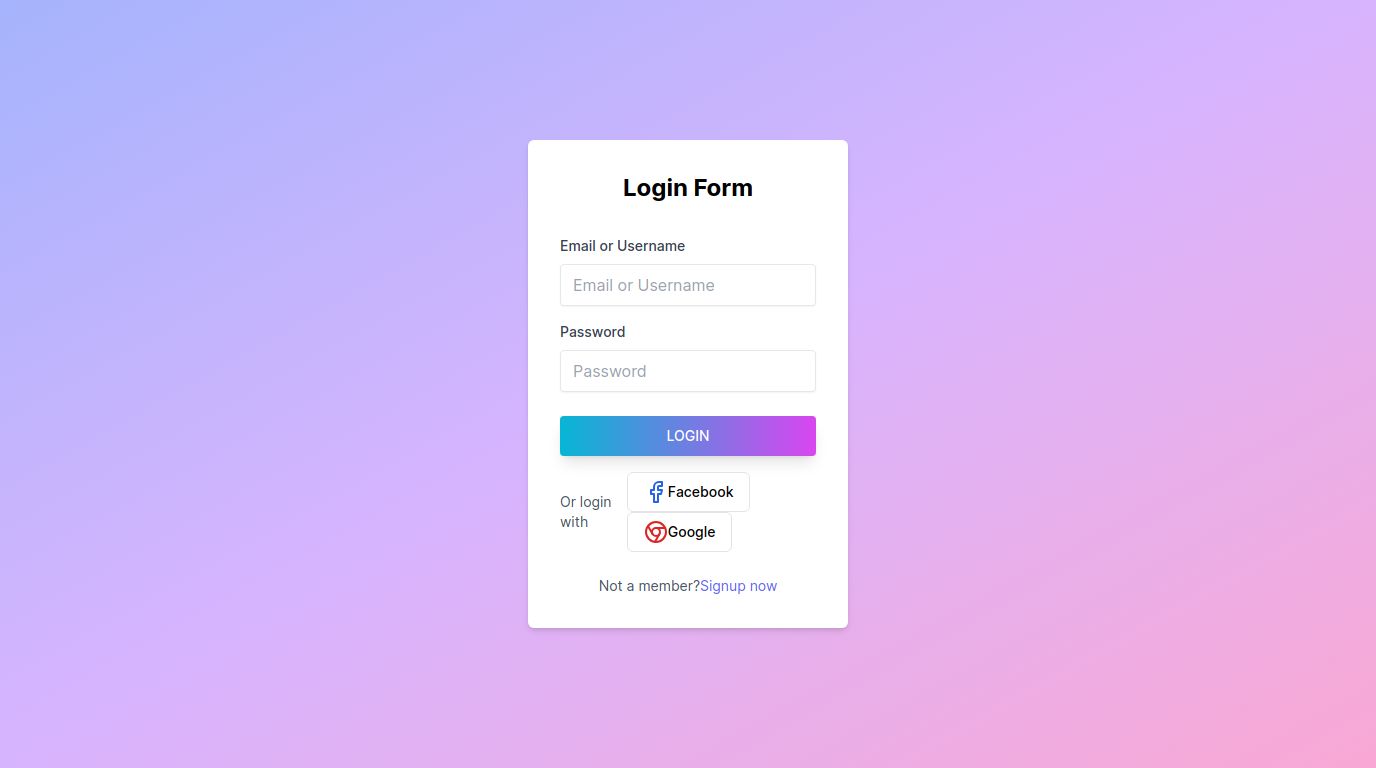 Login Form
Email or Username
Email or Username
Password
Password
LOGIN
Or login
with
Facebook
Google
Not a member?Signup now